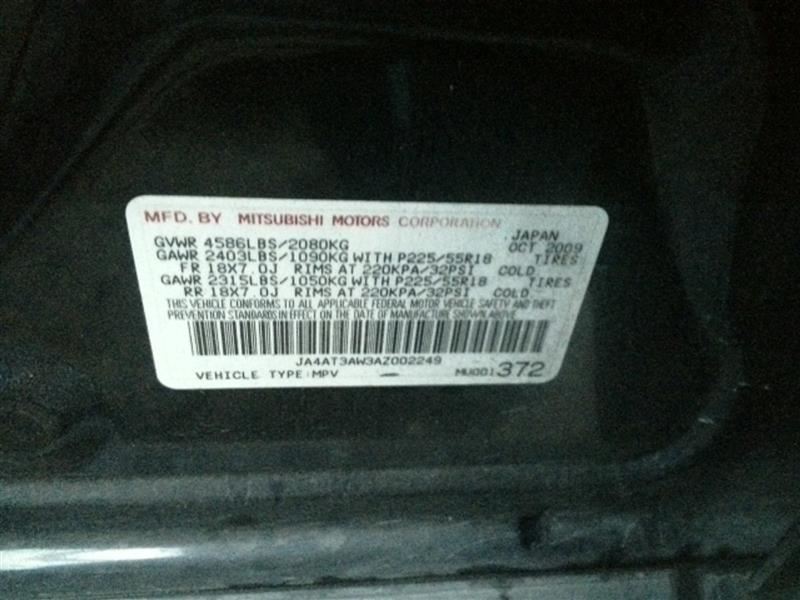 MFD. BY MITSUBISHI MOTORS CORPORATION
JAPAN
GVWR 4586LBS/2080KG OCT 2009
GAWR 2403LBS/1090KG WITH P225/55R18 TIRES
FR 18X7.0J RIMS AT 220KPA/32PSI COLD
GAWR 2315LBS/1050KG WITH P225/55R18 TIRES
RR 18X7.0J RIMS AT 220KPA/32PSI COLD
THIS VEHICLE CONFORMS TO ALL APPLICABLE FEDERAL MOTOR VEHICLE SAFETY AND THEFT
PREVENTION STANDARDS IN EFFECT ON THE DATE OF MANUFACTURE SHOWN ABOVE.
JA4AT3AW3AZ002249
VEHICLE TYPE:MPV MU001372